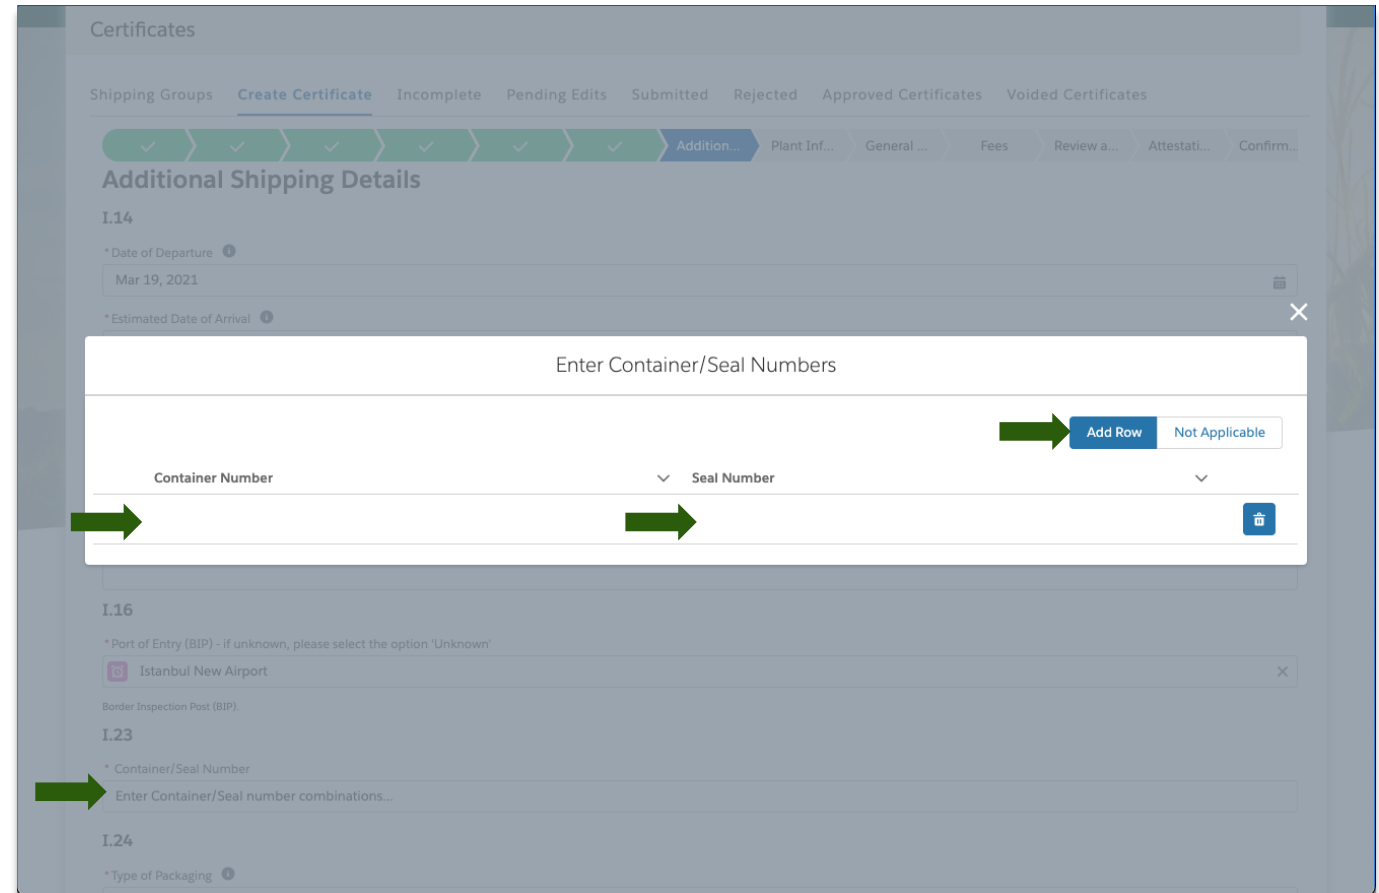 Certificates
Shipping Groups Create Certificate Incomplete Pending Edits Submitted Rejected Approved Certificates Voided Certificates
Addition... Plant Inf... General ... Fees Review a... Attestati... Confirm...
Additional Shipping Details
I.14
* Date of Departure
Mar 19, 2021
* Estimated Date of Arrival
Enter Container/Seal Numbers
Add Row Not Applicable
Container Number Seal Number
I.16
* Port of Entry (BIP) - if unknown, please select the option 'Unknown'
Istanbul New Airport
Border Inspection Post (BIP).
I.23
* Container/Seal Number
Enter Container/Seal number combinations...
I.24
* Type of Packaging